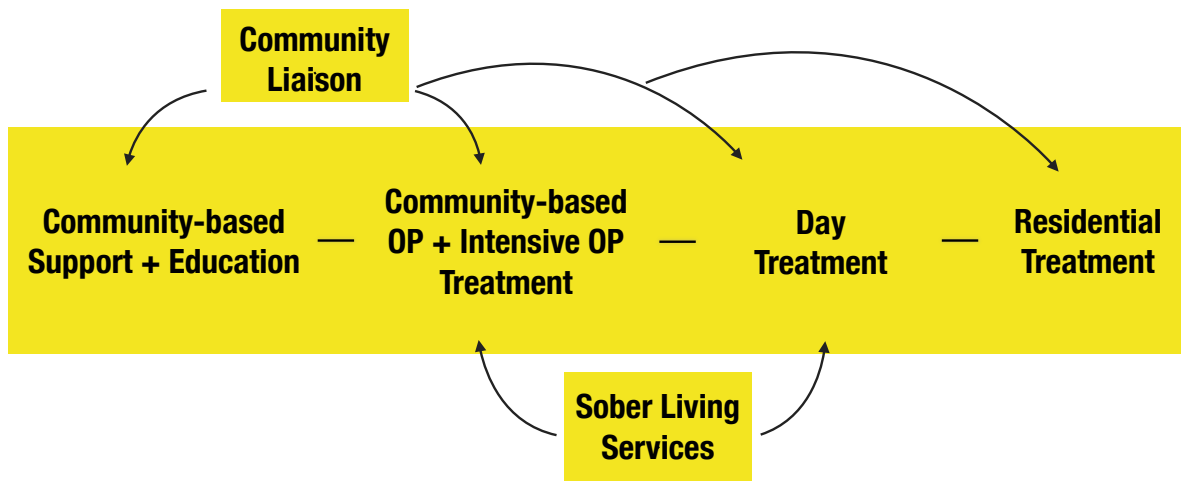 Community
Liaison
Community-based
Support + Education
—
Community-based
OP + Intensive OP
Treatment
—
Day
Treatment
—
Residential
Treatment
Sober Living
Services